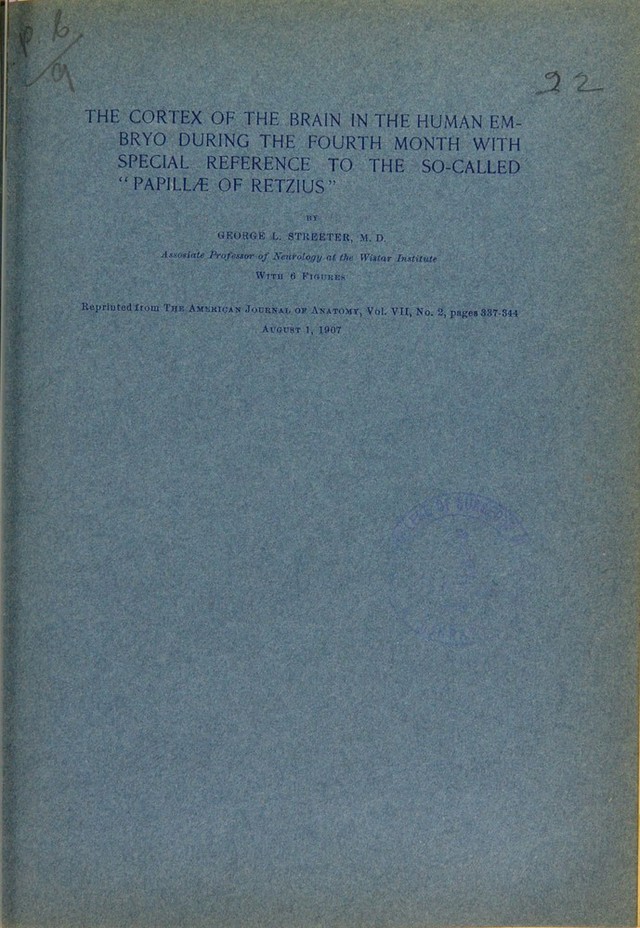 p. 6
9
22
THE CORTEX OF THE BRAIN IN THE HUMAN EM-
BRYO DURING THE FOURTH MONTH WITH
SPECIAL REFERENCE TO THE SO-CALLED
“PAPILLÆ OF RETZIUS”
BY
GEORGE L. STREETER, M. D.
Associate Professor of Neurology at the Wistar Institute
WITH 6 FIGURES
Reprinted from THE AMERICAN JOURNAL OF ANATOMY, Vol. VII, No. 2, pages 337-344
AUGUST 1, 1907
OF